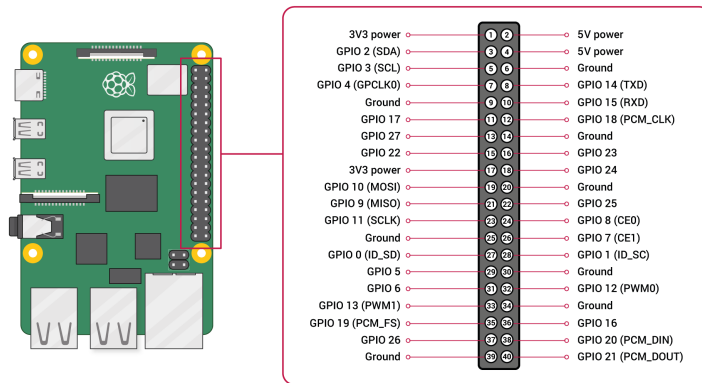 3V3 power 1 2 5V power
GPIO 2 (SDA) 3 4 5V power
GPIO 3 (SCL) 5 6 Ground
GPIO 4 (GPCLK0) 7 8 GPIO 14 (TXD)
Ground 9 10 GPIO 15 (RXD)
GPIO 17 11 12 GPIO 18 (PCM_CLK)
GPIO 27 13 14 Ground
GPIO 22 15 16 GPIO 23
3V3 power 17 18 GPIO 24
GPIO 10 (MOSI) 19 20 Ground
GPIO 9 (MISO) 21 22 GPIO 25
GPIO 11 (SCLK) 23 24 GPIO 8 (CE0)
Ground 25 26 GPIO 7 (CE1)
GPIO 0 (ID_SD) 27 28 GPIO 1 (ID_SC)
GPIO 5 29 30 Ground
GPIO 6 31 32 GPIO 12 (PWM0)
GPIO 13 (PWM1) 33 34 Ground
GPIO 19 (PCM_FS) 35 36 GPIO 16
GPIO 26 37 38 GPIO 20 (PCM_DIN)
Ground 39 40 GPIO 21 (PCM_DOUT)